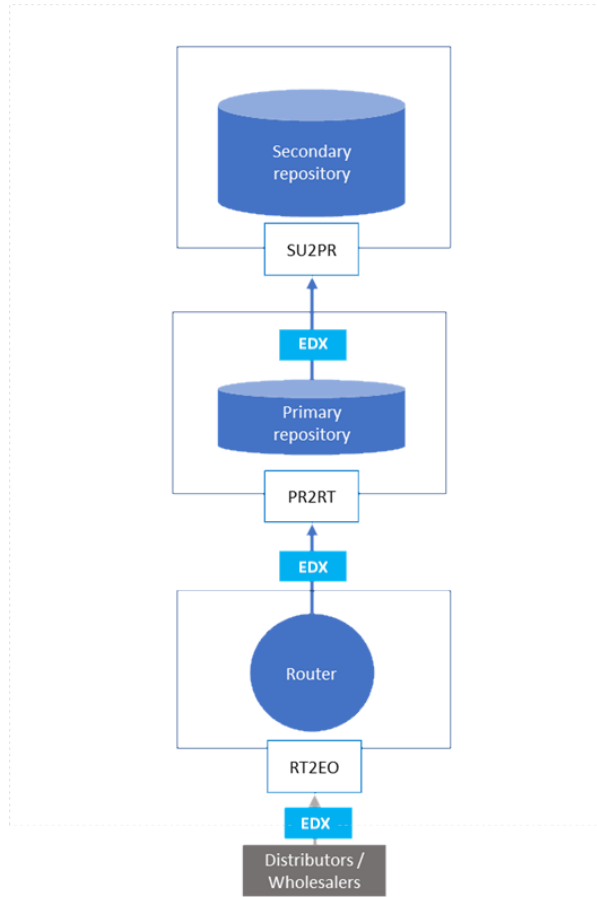 Secondary
repository
SU2PR
EDX
Primary
repository
PR2RT
EDX
Router
RT2EO
EDX
Distributors /
Wholesalers